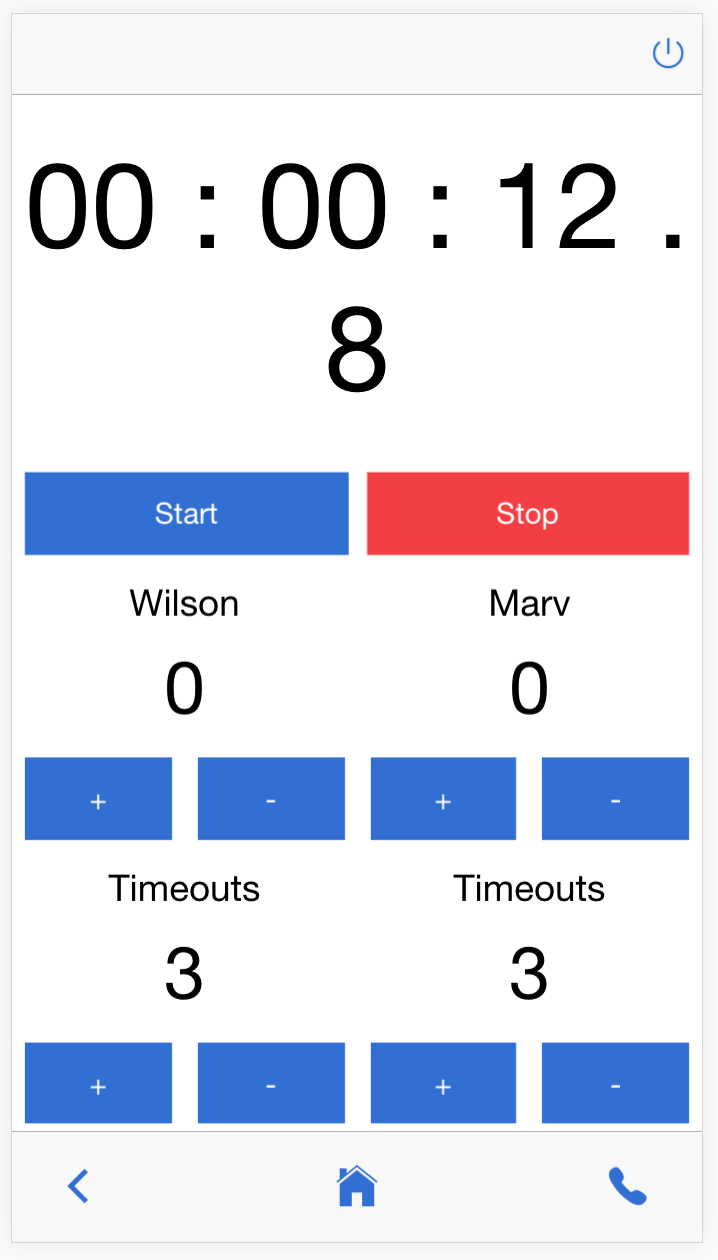 00 : 00 : 12 .
8
Start Stop
Wilson Marv
0 0
+ - + -
Timeouts Timeouts
3 3
+ - + -